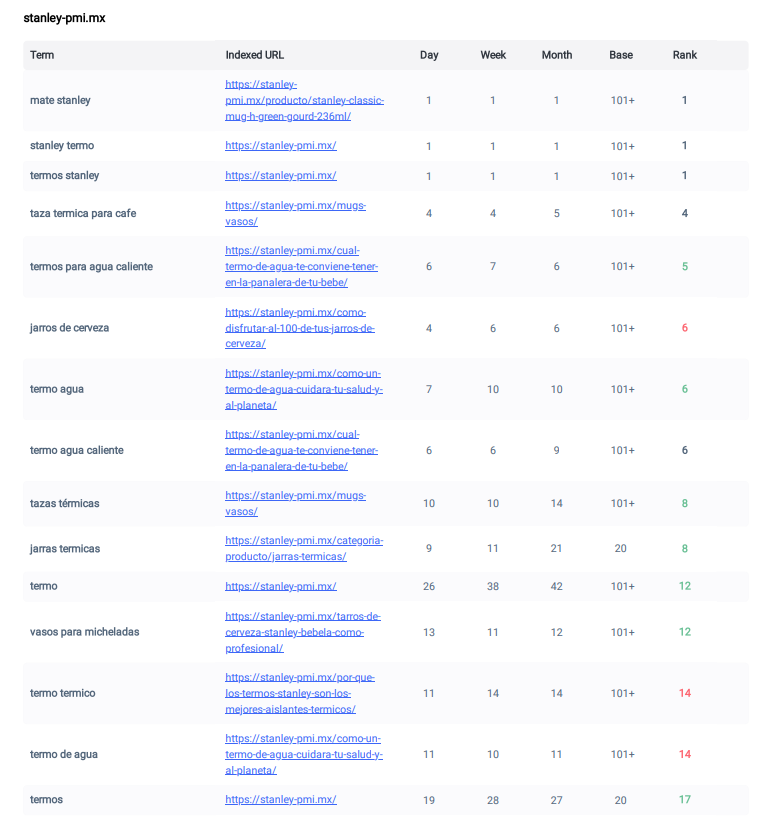 stanley-pmi.mx
Term Indexed URL Day Week Month Base Rank
https://stanley-
mate stanley pmi.mx/producto/stanley-classic- 1 1 1 101+ 1
mug-h-green-gourd-236ml/
stanley termo https://stanley-pmi.mx/ 1 1 1 101+ 1
termos stanley https://stanley-pmi.mx/ 1 1 1 101+ 1
taza termica para cafe https://stanley-pmi.mx/mugs- 4 4 5 101+ 4
vasos/
https://stanley-pmi.mx/cual-
termos para agua caliente termo-de-agua-te-conviene-tener- 6 7 6 101+ 5
en-la-panalera-de-tu-bebe/
https://stanley-pmi.mx/como-
jarros de cerveza disfrutar-al-100-de-tus-jarros-de- 4 6 6 101+ 6
cerveza/
https://stanley-pmi.mx/como-un-
termo agua termo-de-agua-cuidara-tu-salud-y- 7 10 10 101+ 6
al-planeta/
https://stanley-pmi.mx/cual-
termo agua caliente termo-de-agua-te-conviene-tener- 6 6 9 101+ 6
en-la-panalera-de-tu-bebe/
tazas térmicas https://stanley-pmi.mx/mugs- 10 10 14 101+ 8
vasos/
jarras termicas https://stanley-pmi.mx/categoria- 9 11 21 20 8
producto/jarras-termicas/
termo https://stanley-pmi.mx/ 26 38 42 101+ 12
https://stanley-pmi.mx/tarros-de-
vasos para micheladas cerveza-stanley-bebela-como- 13 11 12 101+ 12
profesional/
https://stanley-pmi.mx/por-que-
termo termico los-termos-stanley-son-los- 11 14 14 101+ 14
mejores-aislantes-termicos/
https://stanley-pmi.mx/como-un-
termo de agua termo-de-agua-cuidara-tu-salud-y- 11 10 11 101+ 14
al-planeta/
termos https://stanley-pmi.mx/ 19 28 27 20 17